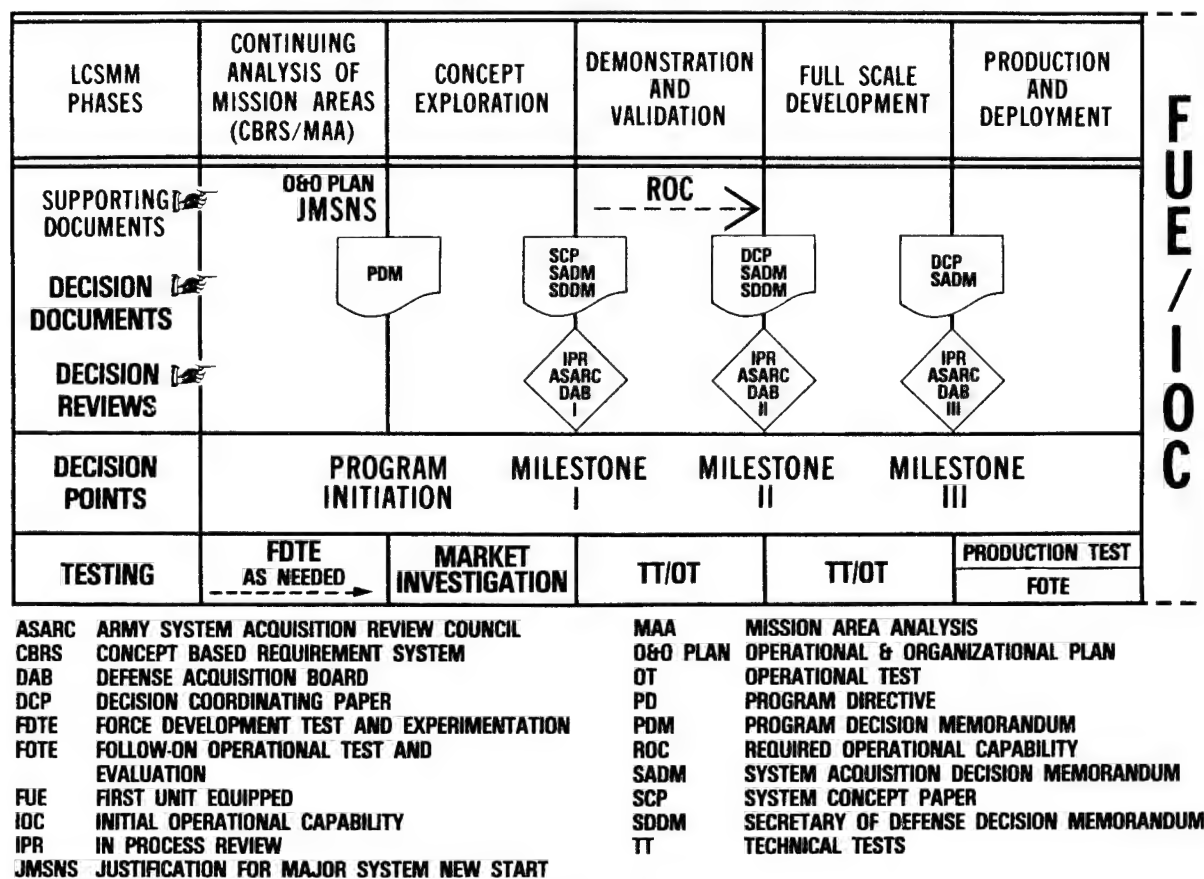 LCSMM
PHASES
CONTINUING
ANALYSIS OF
MISSION AREAS
(CBRS/MAA)
CONCEPT
EXPLORATION
DEMONSTRATION
AND
VALIDATION
FULL SCALE
DEVELOPMENT
PRODUCTION
AND
DEPLOYMENT
FUE/IOC
SUPPORTING
DOCUMENTS
O&O PLAN
JMSNS
ROC
DECISION
DOCUMENTS
PDM
SCP
SADM
SDDM
DCP
SADM
SDDM
DCP
SADM
DECISION
REVIEWS
IPR
ASARC
DAB
I
IPR
ASARC
DAB
II
IPR
ASARC
DAB
III
DECISION
POINTS
PROGRAM
INITIATION
MILESTONE
I
MILESTONE
II
MILESTONE
III
TESTING
FDTE
AS NEEDED
MARKET
INVESTIGATION
TT/OT
TT/OT
PRODUCTION TEST
FOTE
ASARC ARMY SYSTEM ACQUISITION REVIEW COUNCIL
CBRS CONCEPT BASED REQUIREMENT SYSTEM
DAB DEFENSE ACQUISITION BOARD
DCP DECISION COORDINATING PAPER
FDTE FORCE DEVELOPMENT TEST AND EXPERIMENTATION
FOTE FOLLOW-ON OPERATIONAL TEST AND
EVALUATION
FUE FIRST UNIT EQUIPPED
IOC INITIAL OPERATIONAL CAPABILITY
IPR IN PROCESS REVIEW
JMSNS JUSTIFICATION FOR MAJOR SYSTEM NEW START
MAA MISSION AREA ANALYSIS
O&O PLAN OPERATIONAL & ORGANIZATIONAL PLAN
OT OPERATIONAL TEST
PD PROGRAM DIRECTIVE
PDM PROGRAM DECISION MEMORANDUM
ROC REQUIRED OPERATIONAL CAPABILITY
SADM SYSTEM ACQUISITION DECISION MEMORANDUM
SCP SYSTEM CONCEPT PAPER
SDDM SECRETARY OF DEFENSE DECISION MEMORANDUM
TT TECHNICAL TESTS